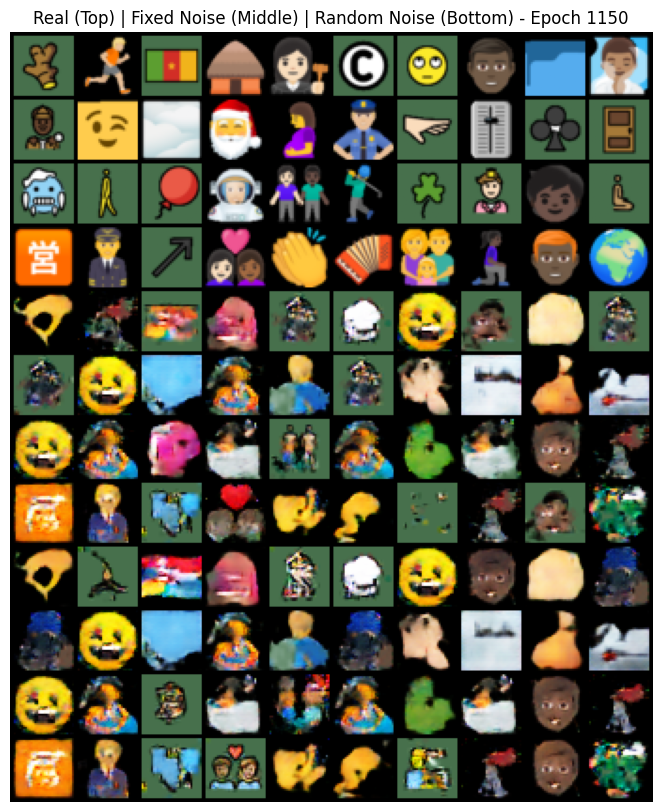 Real (Top) | Fixed Noise (Middle) | Random Noise (Bottom) - Epoch 1150
C
営